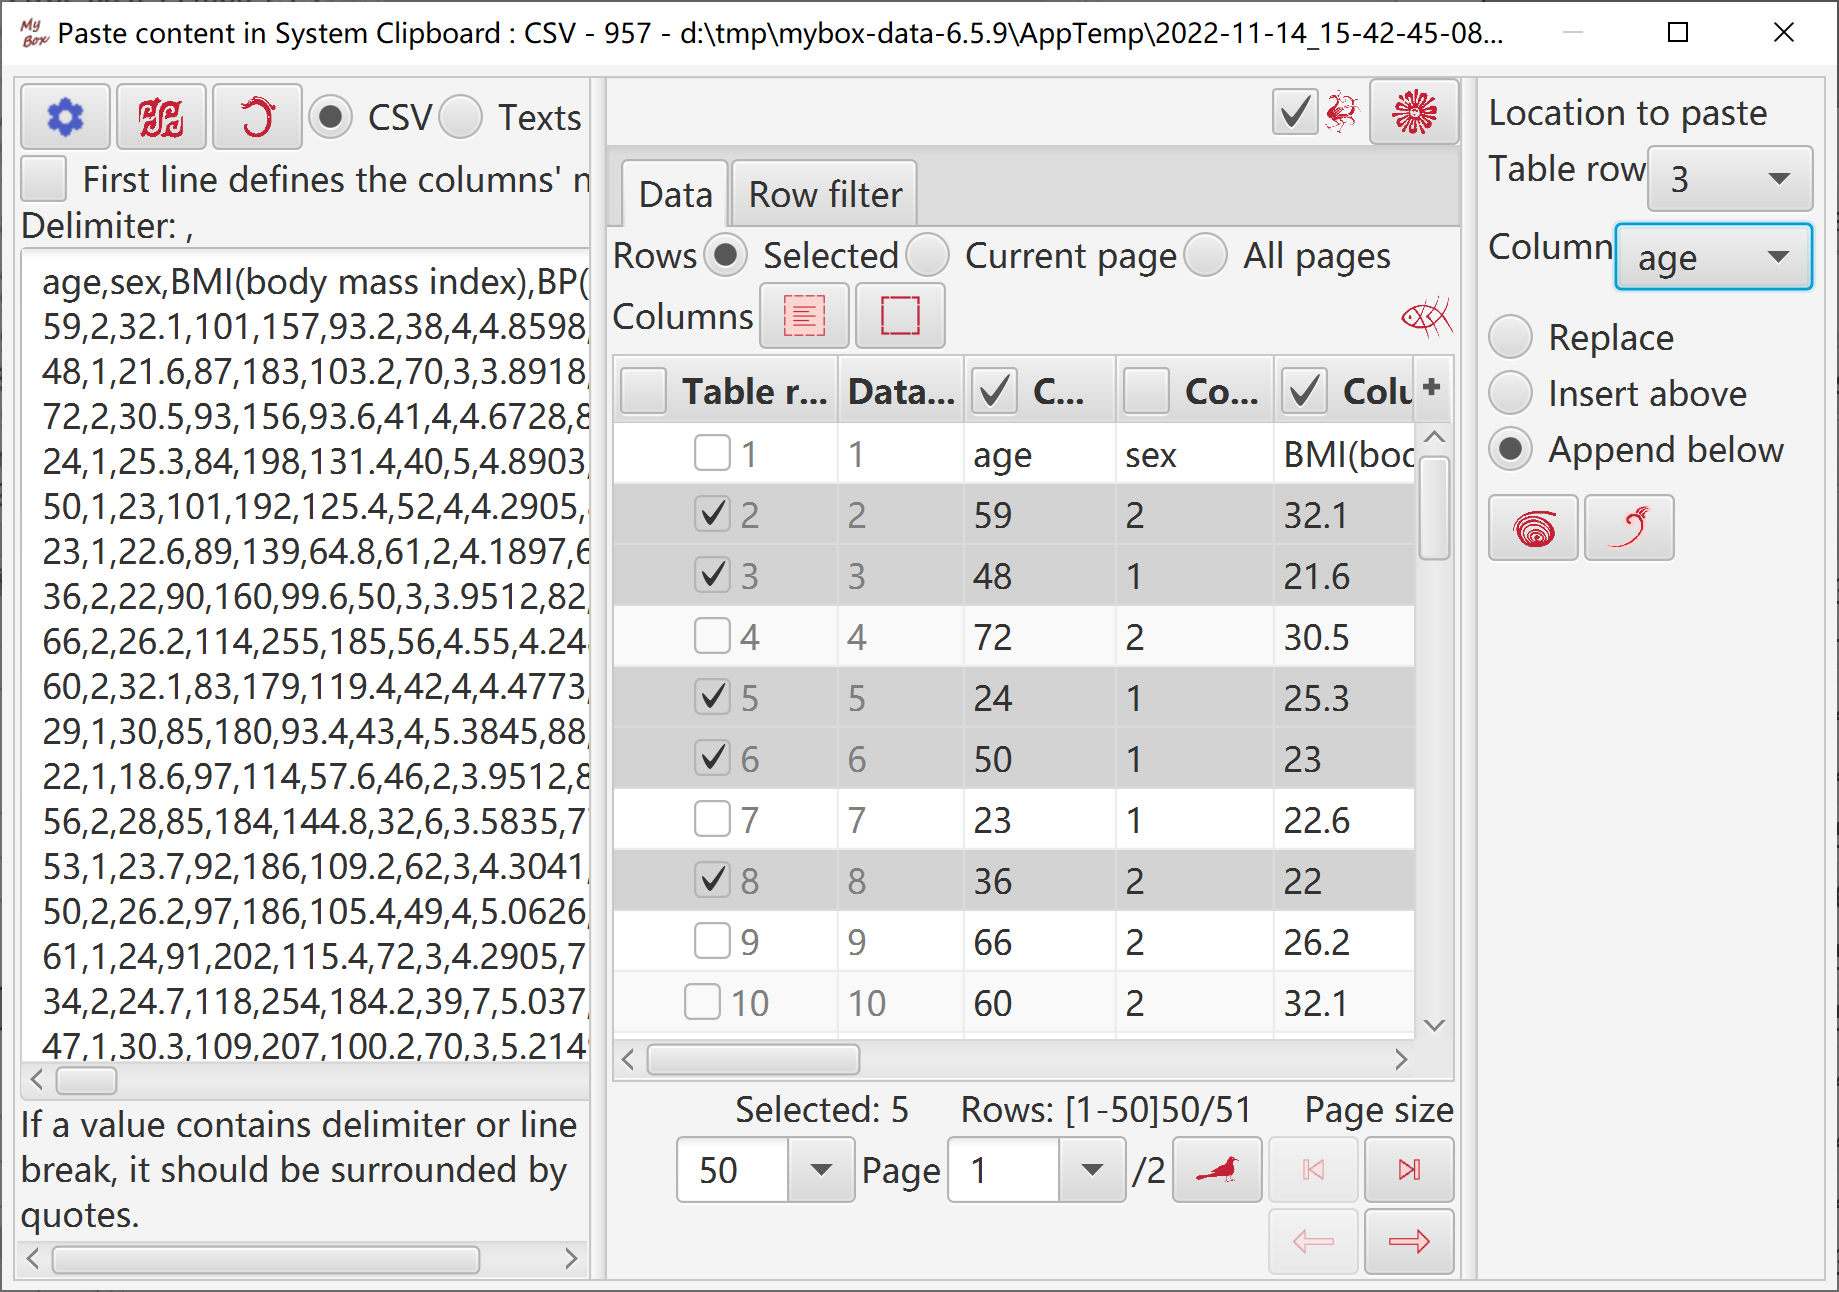 My Box Paste content in System Clipboard : CSV - 957 - d:\tmp\mybox-data-6.5.9\AppTemp\2022-11-14_15-42-45-08...
CSV Texts
First line defines the columns'
Delimiter: ,
age,sex,BMI(body mass index),BP(
59,2,32.1,101,157,93.2,38,4,4.8598,
48,1,21.6,87,183,103.2,70,3,3.8918,
72,2,30.5,93,156,93.6,41,4,4.6728,8
24,1,25.3,84,198,131.4,40,5,4.8903,
50,1,23,101,192,125.4,52,4,4.2905,
23,1,22.6,89,139,64.8,61,2,4.1897,6
36,2,22,90,160,99.6,50,3,3.9512,82,
66,2,26.2,114,255,185,56,4.55,4.24
60,2,32.1,83,179,119.4,42,4,4.4773,
29,1,30,85,180,93.4,43,4,5.3845,88,
22,1,18.6,97,114,57.6,46,2,3.9512,8
56,2,28,85,184,144.8,32,6,3.5835,7
53,1,23.7,92,186,109.2,62,3,4.3041,
50,2,26.2,97,186,105.4,49,4,5.0626,
61,1,24,91,202,115.4,72,3,4.2905,7
34,2,24.7,118,254,184.2,39,7,5.037,
47,1,30.3,109,207,100.2,70,3,5.214
If a value contains delimiter or line
break, it should be surrounded by
quotes.
Data Row filter
Rows Selected Current page All pages
Columns
Table r... Data... C... Co... Colu +
1 1 age sex BMI(boc
2 2 59 2 32.1
3 3 48 1 21.6
4 4 72 2 30.5
5 5 24 1 25.3
6 6 50 1 23
7 7 23 1 22.6
8 8 36 2 22
9 9 66 2 26.2
10 10 60 2 32.1
Selected: 5 Rows: [1-50]50/51 Page size
50 Page 1 /2
Location to paste
Table row 3
Column age
Replace
Insert above
Append below